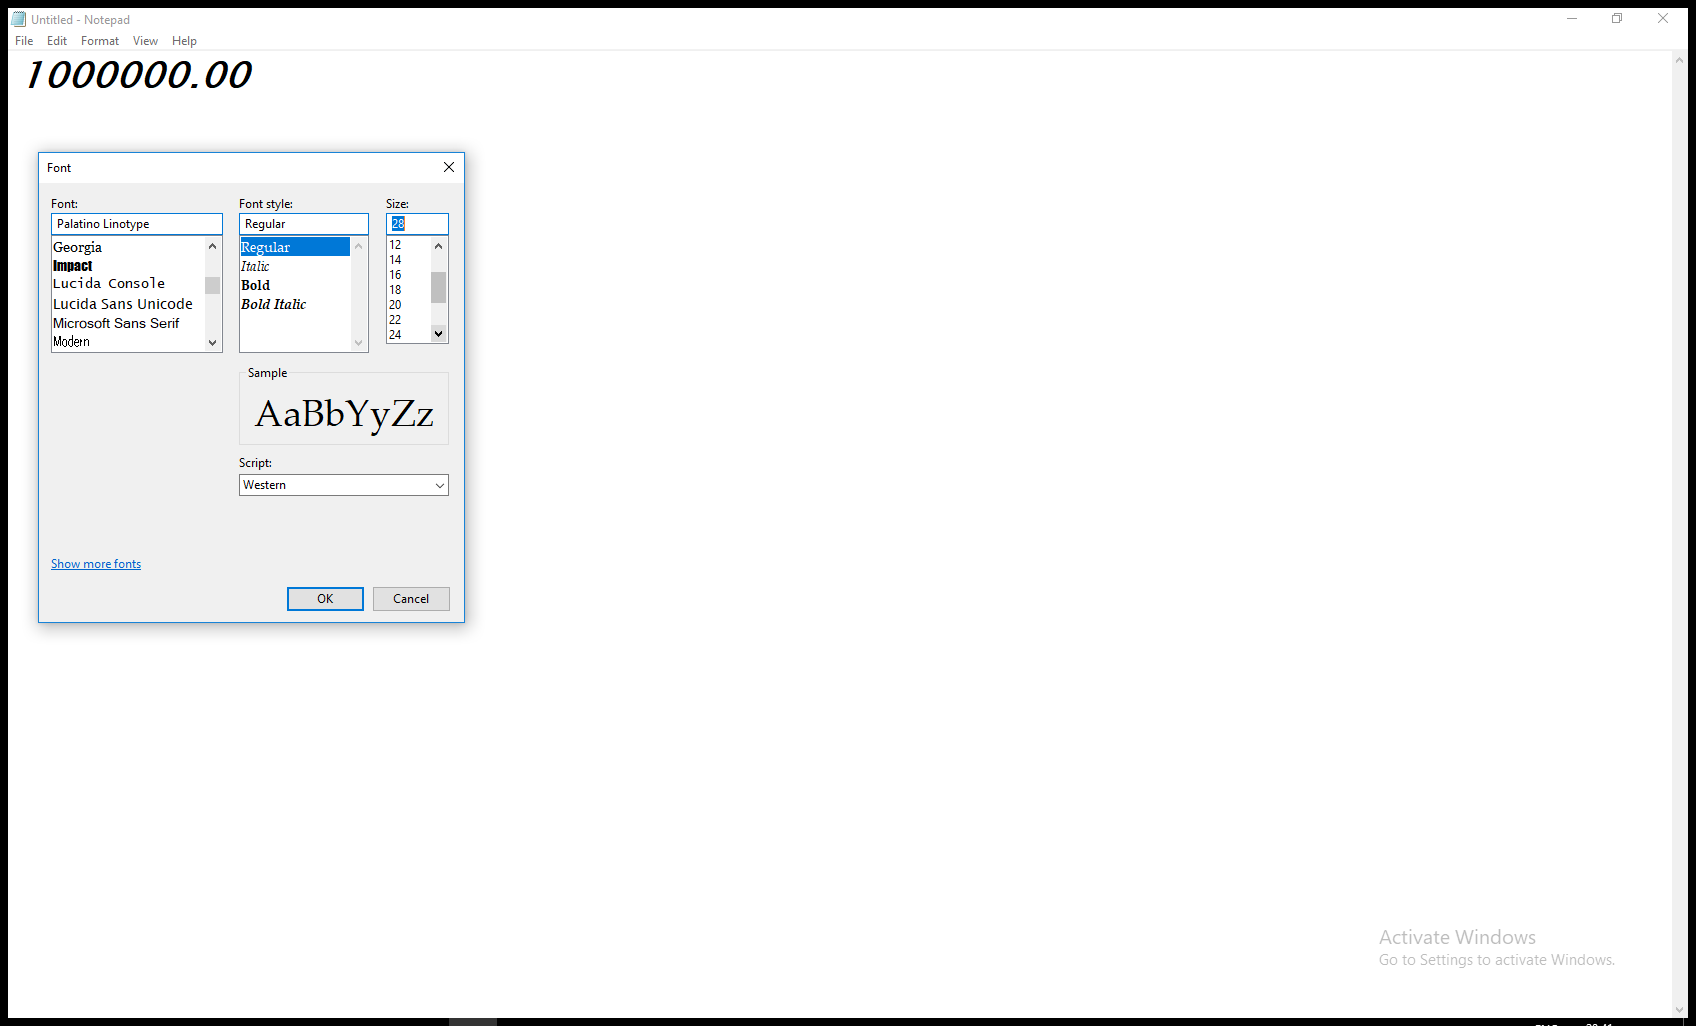 Untitled - Notepad
File Edit Format View Help
1000000.00
Font
Font: Font style: Size:
Palatino Linotype Regular 28
Georgia
Impact
Lucida Console
Lucida Sans Unicode
Microsoft Sans Serif
Modern
Regular
Italic
Bold
Bold Italic
12
14
16
18
20
22
24
Sample
AaBbYyZz
Script:
Western
Show more fonts
OK Cancel
Activate Windows
Go to Settings to activate Windows.